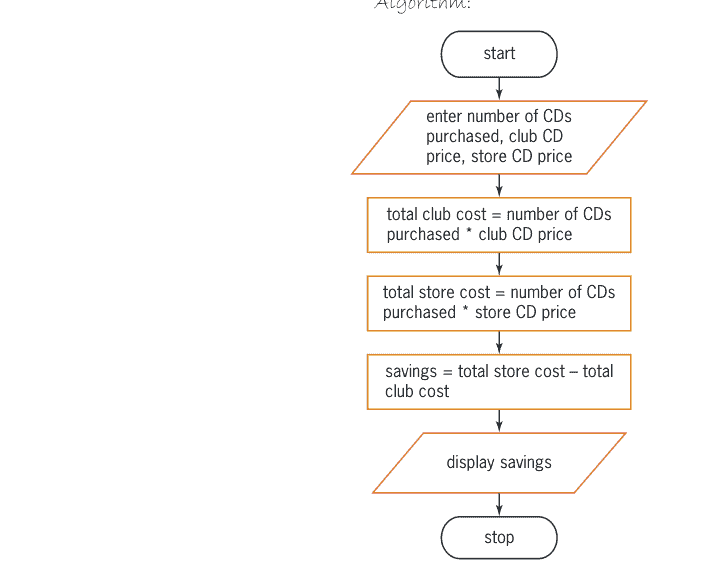 Algorithm:
start
enter number of CDs
purchased, club CD
price, store CD price
total club cost = number of CDs
purchased * club CD price
total store cost = number of CDs
purchased * store CD price
savings = total store cost – total
club cost
display savings
stop